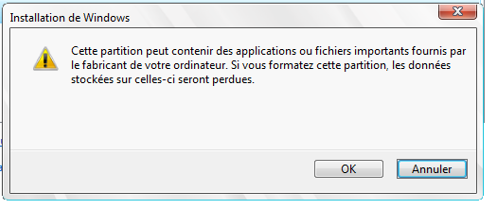 Installation de Windows
Cette partition peut contenir des applications ou fichiers importants fournis par
le fabricant de votre ordinateur. Si vous formatez cette partition, les données
stockées sur celles-ci seront perdues.
OK
Annuler